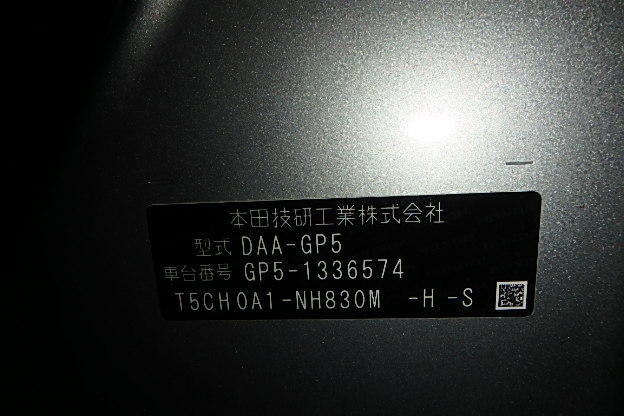 本田技研工業株式会社
型式 DAA-GP5
車台番号 GP5-1336574
T5CH0A1-NH830M -H -S